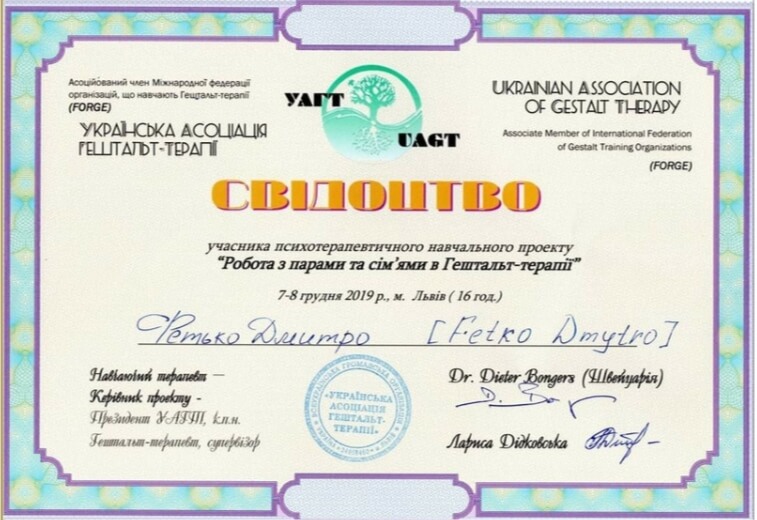 Асоційований член Міжнародної федерації
організацій, що навчають Гештальт-терапії
(FORGE)
УКРАЇНСЬКА АСОЦІАЦІЯ
ГЕШТАЛЬТ-ТЕРАПІЇ
УАГТ
UAGT
UKRAINIAN ASSOCIATION
OF GESTALT THERAPY
Associate Member of International Federation
of Gestalt Training Organizations
(FORGE)
СВІДОЦТВО
учасника психотерапевтичного навчального проекту
“Робота з парами та сім’ями в Гештальт-терапії”
7-8 грудня 2019 р., м. Львів ( 16 год.)
Фетько Дмитро [Fetko Dmytro]
Навчаючий терапевт — Dr. Dieter Bongers (Швейцарія)
Керівник проекту -
Президент УАГТ, к.п.н.
Гештальт-терапевт, супервізор Лариса Дідковська
«УКРАЇНСЬКА
АСОЦІАЦІЯ
ГЕШТАЛЬТ-
ТЕРАПІЇ»